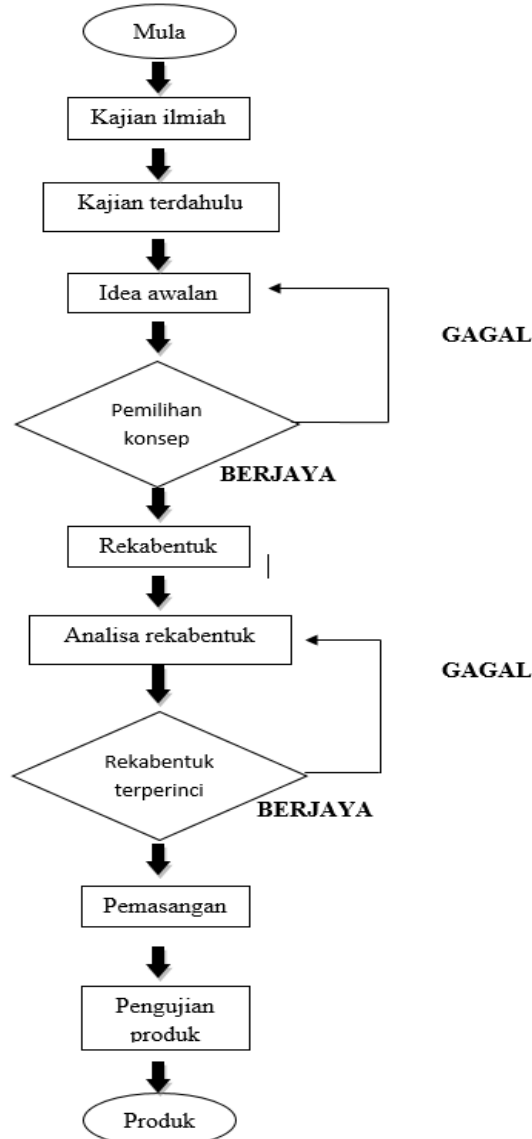 Mula
Kajian ilmiah
Kajian terdahulu
Idea awalan
GAGAL
Pemilihan
konsep
BERJAYA
Rekabentuk
Analisa rekabentuk
GAGAL
Rekabentuk
terperinci
BERJAYA
Pemasangan
Pengujian
produk
Produk